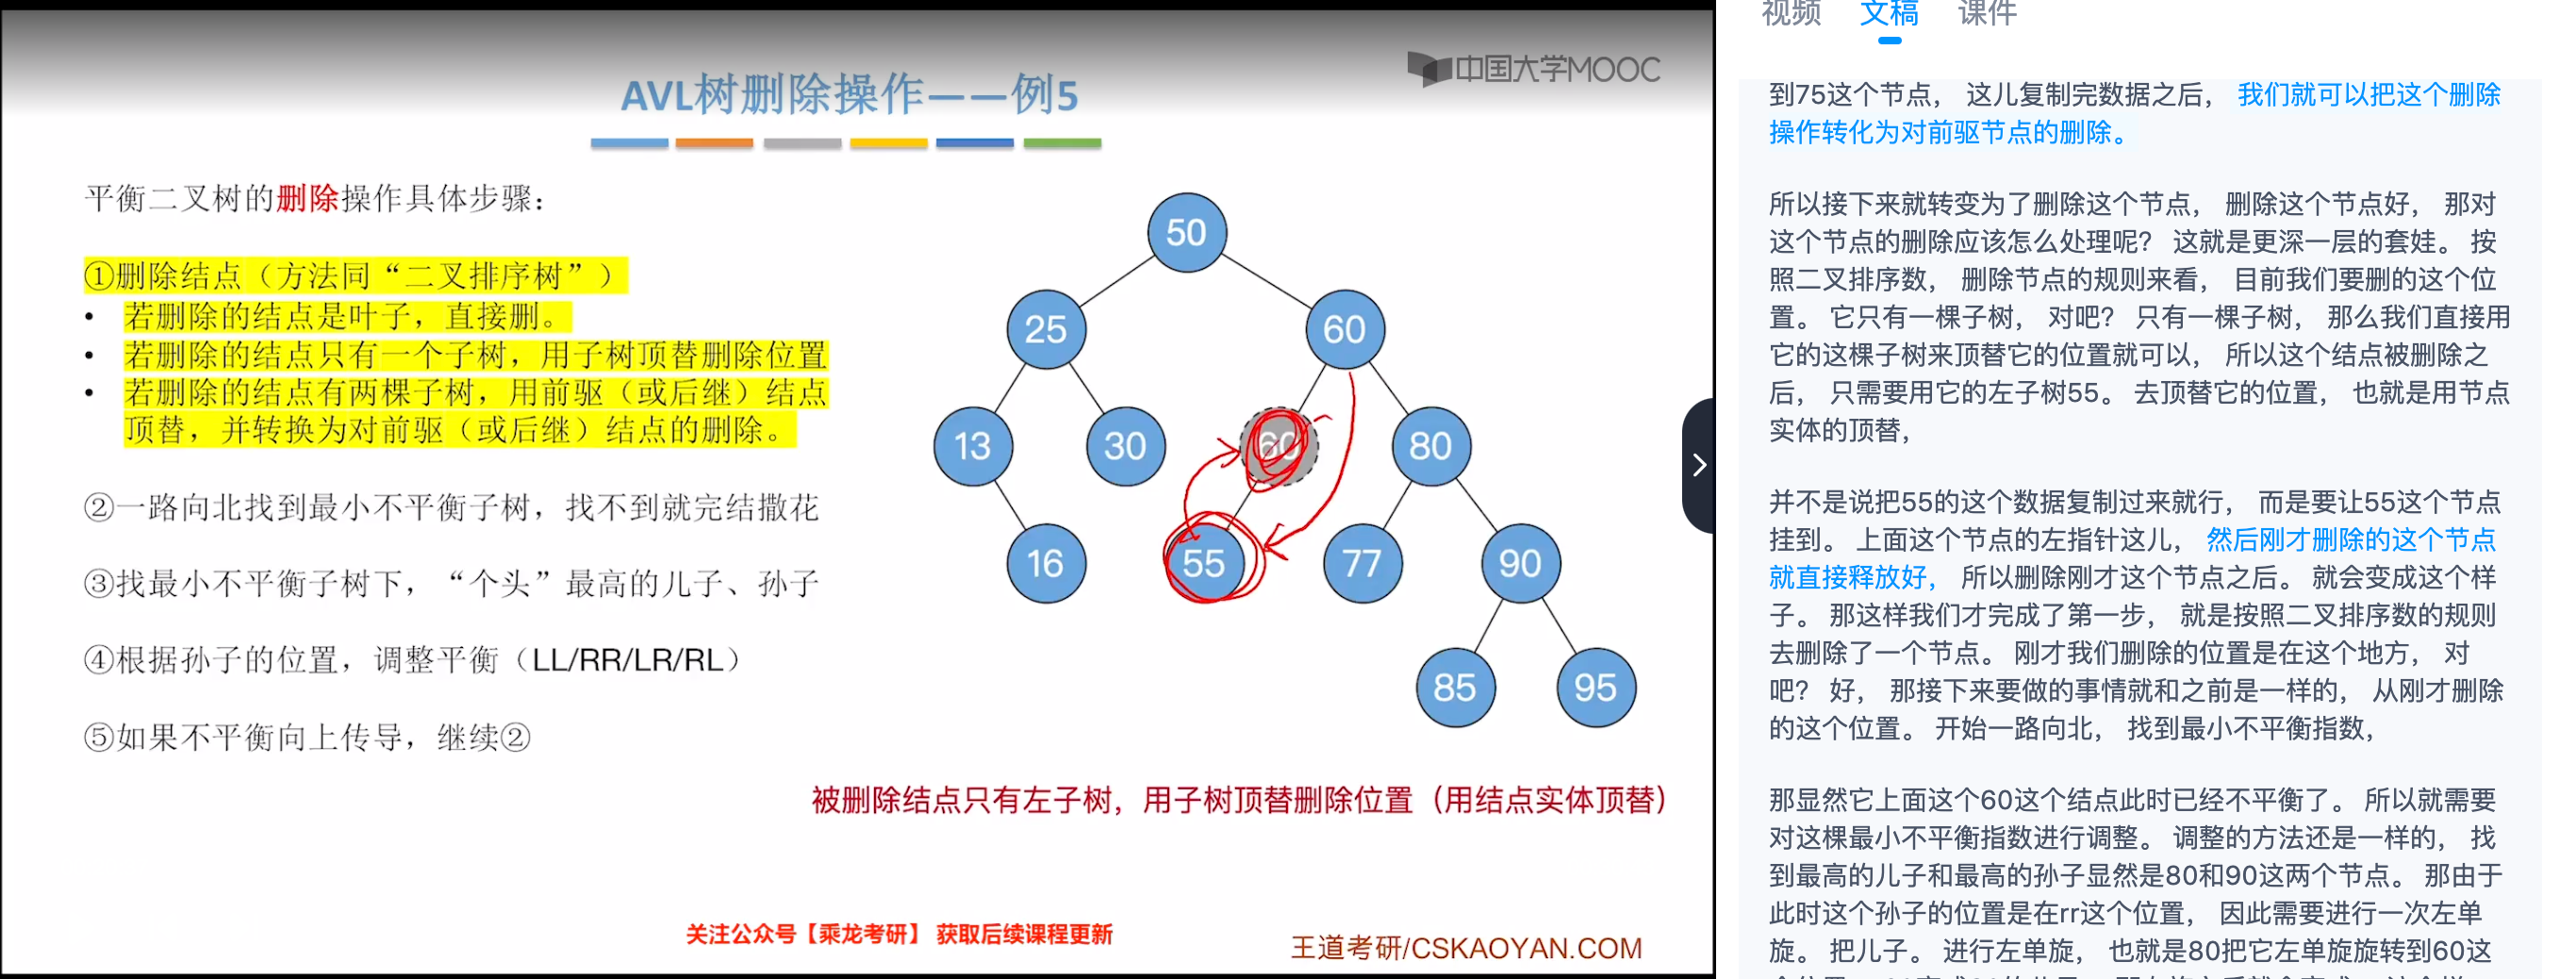 中国大学MOOC
AVL树删除操作——例5
平衡二叉树的删除操作具体步骤：
①删除结点（方法同“二叉排序树”）
• 若删除的结点是叶子，直接删。
• 若删除的结点只有一个子树，用子树顶替删除位置
• 若删除的结点有两棵子树，用前驱（或后继）结点
顶替，并转换为对前驱（或后继）结点的删除。
②一路向北找到最小不平衡子树，找不到就完结撒花
③找最小不平衡子树下，“个头”最高的儿子、孙子
④根据孙子的位置，调整平衡（LL/RR/LR/RL）
⑤如果不平衡向上传导，继续②
50
25 60
13 30 60 80
16 55 77 90
85 95
被删除结点只有左子树，用子树顶替删除位置（用结点实体顶替）
关注公众号【乘龙考研】 获取后续课程更新
王道考研/CSKAOYAN.COM
视频 文稿 课件
到75这个节点， 这儿复制完数据之后， 我们就可以把这个删除
操作转化为对前驱节点的删除。
所以接下来就转变为了删除这个节点， 删除这个节点好， 那对
这个节点的删除应该怎么处理呢？ 这就是更深一层的套娃。 按
照二叉排序数， 删除节点的规则来看， 目前我们要删的这个位
置。 它只有一棵子树， 对吧？ 只有一棵子树， 那么我们直接用
它的这棵子树来顶替它的位置就可以， 所以这个结点被删除之
后， 只需要用它的左子树55。 去顶替它的位置， 也就是用节点
实体的顶替，
并不是说把55的这个数据复制过来就行， 而是要让55这个节点
挂到。 上面这个节点的左指针这儿， 然后刚才删除的这个节点
就直接释放好， 所以删除刚才这个节点之后。 就会变成这个样
子。 那这样我们才完成了第一步， 就是按照二叉排序数的规则
去删除了一个节点。 刚才我们删除的位置是在这个地方， 对
吧？ 好， 那接下来要做的事情就和之前是一样的， 从刚才删除
的这个位置。 开始一路向北， 找到最小不平衡指数，
那显然它上面这个60这个结点此时已经不平衡了。 所以就需要
对这棵最小不平衡指数进行调整。 调整的方法还是一样的， 找
到最高的儿子和最高的孙子显然是80和90这两个节点。 那由于
此时这个孙子的位置是在rr这个位置， 因此需要进行一次左单
旋。 把儿子。 进行左单旋， 也就是80把它左单旋旋转到60这